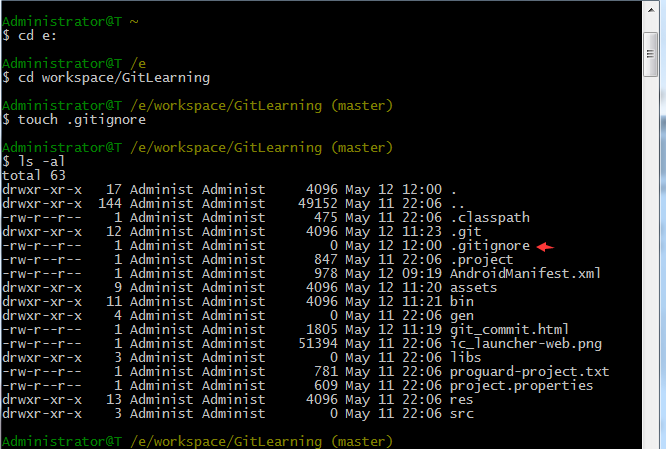 Administrator@T ~
$ cd e:
Administrator@T /e
$ cd workspace/GitLearning
Administrator@T /e/workspace/GitLearning (master)
$ touch .gitignore
Administrator@T /e/workspace/GitLearning (master)
$ ls -al
total 63
drwxr-xr-x   17 Administ Administ     4096 May 12 12:00 .
drwxr-xr-x  144 Administ Administ    49152 May 11 22:06 ..
-rw-r--r--    1 Administ Administ      475 May 11 22:06 .classpath
drwxr-xr-x   12 Administ Administ     4096 May 12 11:23 .git
-rw-r--r--    1 Administ Administ        0 May 12 12:00 .gitignore
-rw-r--r--    1 Administ Administ      847 May 11 22:06 .project
-rw-r--r--    1 Administ Administ      978 May 12 09:19 AndroidManifest.xml
drwxr-xr-x    9 Administ Administ     4096 May 12 11:20 assets
drwxr-xr-x   11 Administ Administ     4096 May 12 11:21 bin
drwxr-xr-x    4 Administ Administ        0 May 11 22:06 gen
-rw-r--r--    1 Administ Administ     1805 May 12 11:19 git_commit.html
-rw-r--r--    1 Administ Administ    51394 May 11 22:06 ic_launcher-web.png
drwxr-xr-x    3 Administ Administ        0 May 11 22:06 libs
-rw-r--r--    1 Administ Administ      781 May 11 22:06 proguard-project.txt
-rw-r--r--    1 Administ Administ      609 May 11 22:06 project.properties
drwxr-xr-x   13 Administ Administ     4096 May 11 22:06 res
drwxr-xr-x    3 Administ Administ        0 May 11 22:06 src
Administrator@T /e/workspace/GitLearning (master)